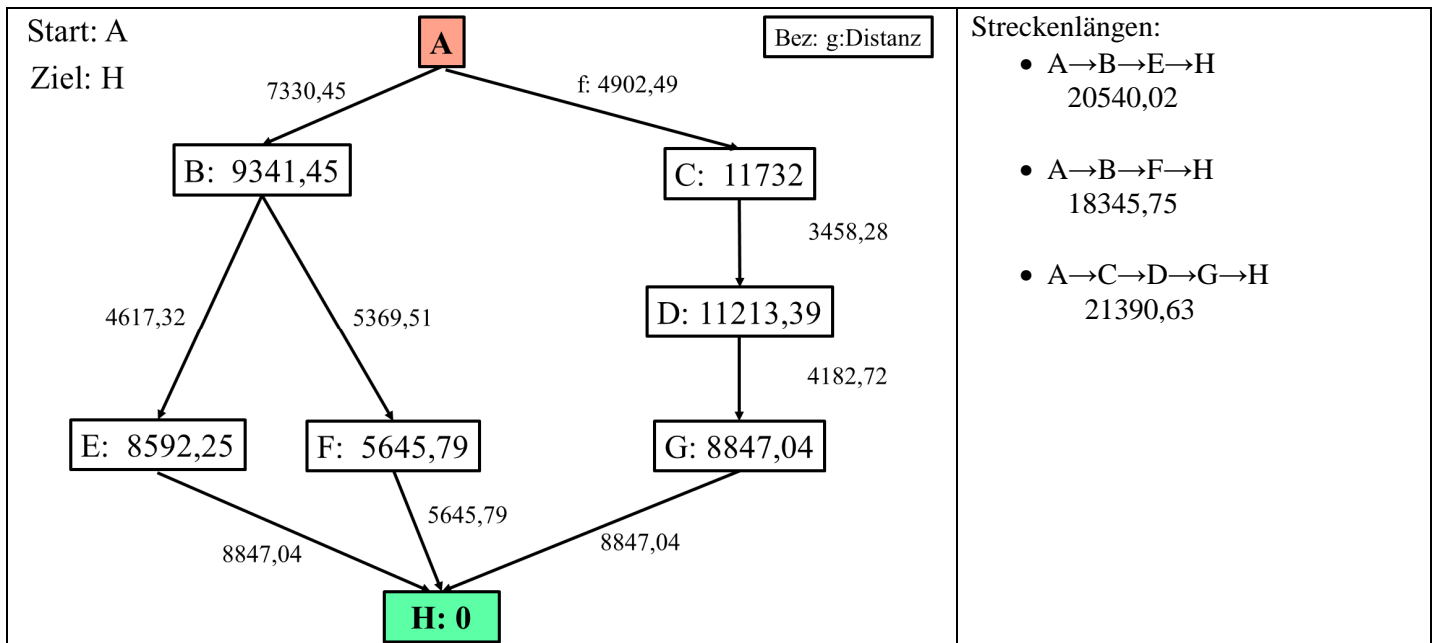 Start: A
Ziel: H
A
Bez: g:Distanz
7330,45
f: 4902,49
B: 9341,45
C: 11732
3458,28
4617,32
5369,51
D: 11213,39
4182,72
E: 8592,25
F: 5645,79
G: 8847,04
8847,04
5645,79
8847,04
H: 0
Streckenlängen:
• A→B→E→H
20540,02
• A→B→F→H
18345,75
• A→C→D→G→H
21390,63